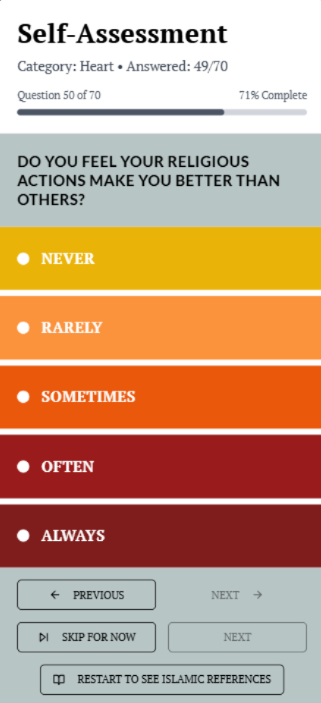 Self-Assessment
Category: Heart • Answered: 49/70
Question 50 of 70 71% Complete
DO YOU FEEL YOUR RELIGIOUS
ACTIONS MAKE YOU BETTER THAN
OTHERS?
NEVER
RARELY
SOMETIMES
OFTEN
ALWAYS
← PREVIOUS NEXT →
SKIP FOR NOW NEXT
RESTART TO SEE ISLAMIC REFERENCES